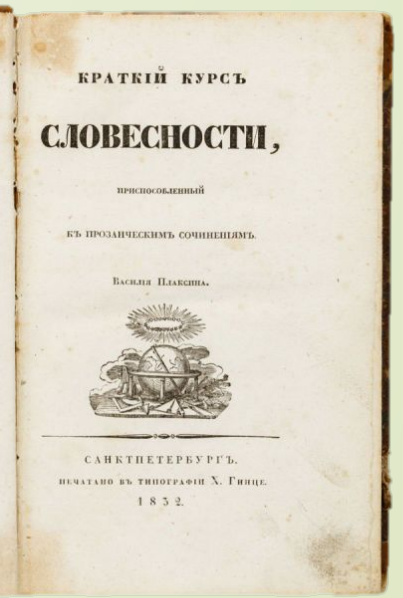 КРАТКІЙ КУРСЪ
СЛОВЕСНОСТИ,
ПРИСПОСОБЛЕННЫЙ
КЪ ПРОЗАИЧЕСКИМЪ СОЧИНЕНІЯМЪ.
ВАСИЛІЯ ПЛАКСИНА.
САНКТПЕТЕРБУРГЪ.
ПЕЧАТАНО ВЪ ТИПОГРАФІИ Х. ГИНЦЕ.
1832.